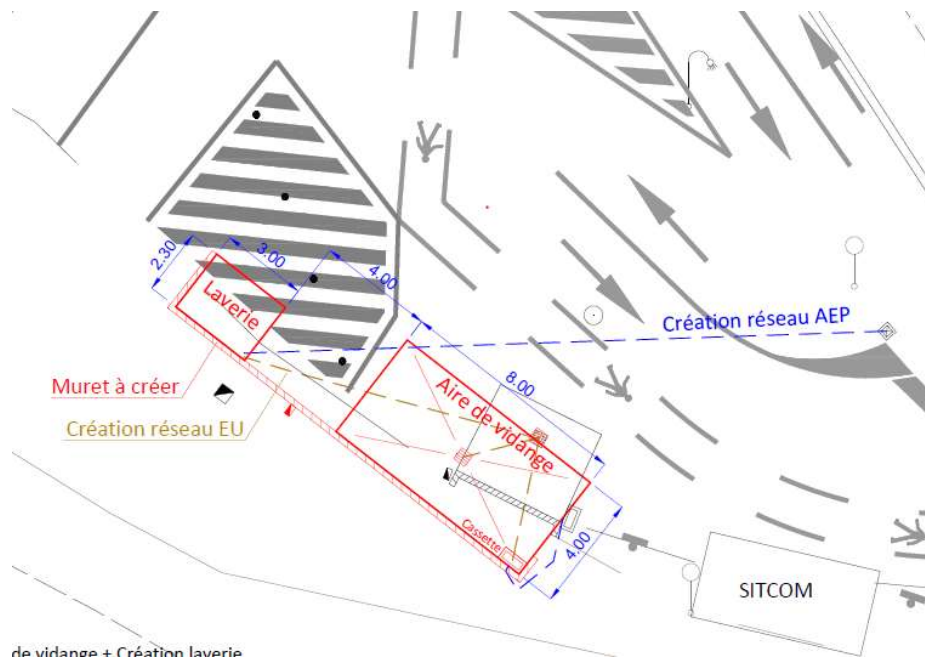 2.30
3.00
4.00
Laverie
Création réseau AEP
8.00
Muret à créer
Aire de vidange
Création réseau EU
Cassette
4.00
SITCOM
de vidange + Création laverie